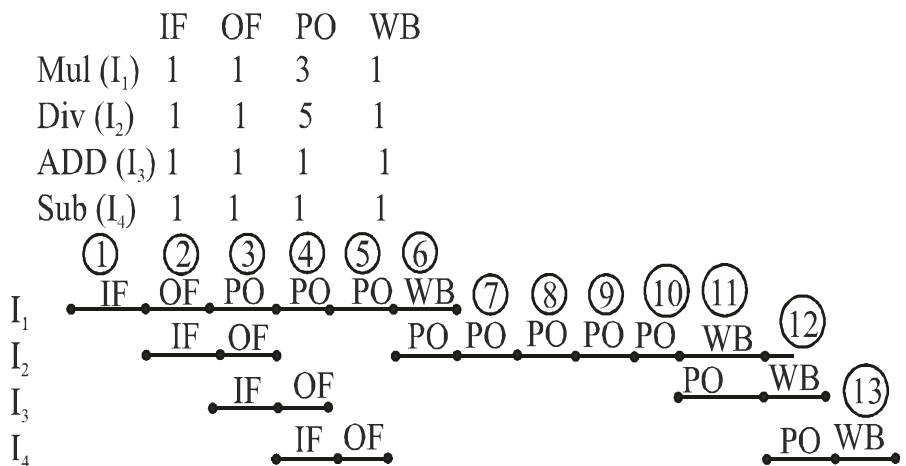 IF OF PO WB
Mul (I₁) 1 1 3 1
Div (I₂) 1 1 5 1
ADD (I₃) 1 1 1 1
Sub (I₄) 1 1 1 1
① ② ③ ④ ⑤ ⑥
I₁ IF OF PO PO PO WB ⑦ ⑧ ⑨ ⑩ ⑪
I₂ IF OF PO PO PO PO PO WB ⑫
I₃ IF OF PO WB ⑬
I₄ IF OF PO WB